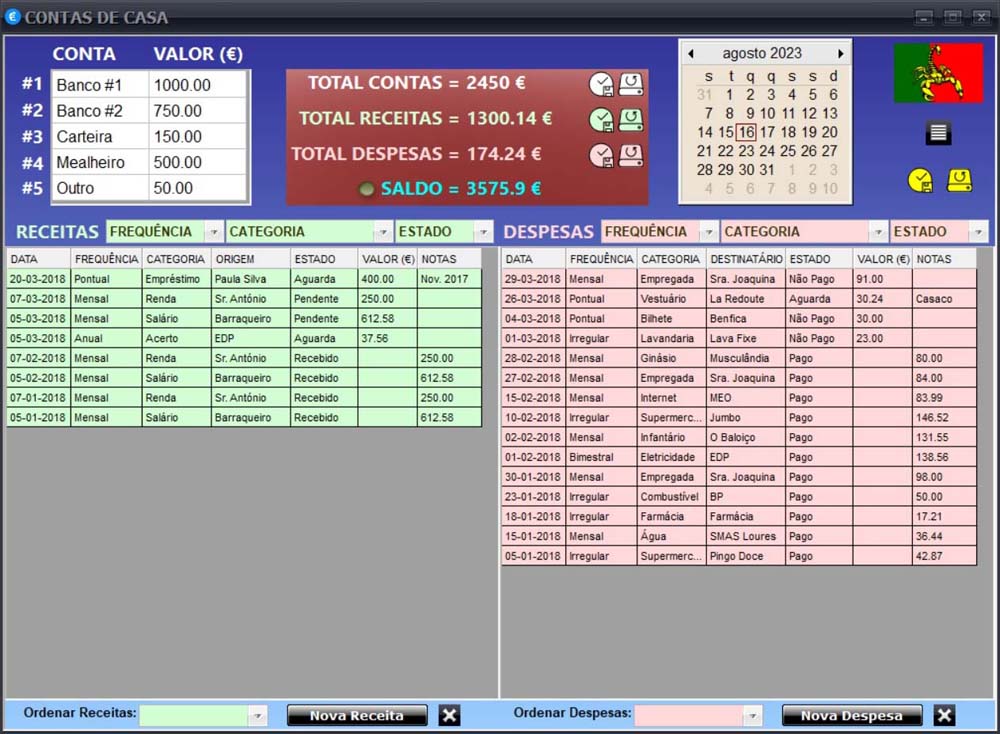 CONTAS DE CASA
CONTA VALOR (€)
#1 Banco #1 1000.00
#2 Banco #2 750.00
#3 Carteira 150.00
#4 Mealheiro 500.00
#5 Outro 50.00
TOTAL CONTAS = 2450 €
TOTAL RECEITAS = 1300.14 €
TOTAL DESPESAS = 174.24 €
SALDO = 3575.9 €
agosto 2023
s t q q s s d
31 1 2 3 4 5 6
7 8 9 10 11 12 13
14 15 16 17 18 19 20
21 22 23 24 25 26 27
28 29 30 31 1 2 3
4 5 6 7 8 9 10
RECEITAS FREQUÊNCIA CATEGORIA ESTADO
DATA FREQUÊNCIA CATEGORIA ORIGEM ESTADO VALOR (€) NOTAS
20-03-2018 Pontual Empréstimo Paula Silva Aguarda 400.00 Nov. 2017
07-03-2018 Mensal Renda Sr. António Pendente 250.00
05-03-2018 Mensal Salário Barraqueiro Pendente 612.58
05-03-2018 Anual Acerto EDP Aguarda 37.56
07-02-2018 Mensal Renda Sr. António Recebido 250.00
05-02-2018 Mensal Salário Barraqueiro Recebido 612.58
07-01-2018 Mensal Renda Sr. António Recebido 250.00
05-01-2018 Mensal Salário Barraqueiro Recebido 612.58
DESPESAS FREQUÊNCIA CATEGORIA ESTADO
DATA FREQUÊNCIA CATEGORIA DESTINATÁRIO ESTADO VALOR (€) NOTAS
29-03-2018 Mensal Empregada Sra. Joaquina Não Pago 91.00
26-03-2018 Pontual Vestuário La Redoute Aguarda 30.24 Casaco
04-03-2018 Pontual Bilhete Benfica Não Pago 30.00
01-03-2018 Irregular Lavandaria Lava Fixe Não Pago 23.00
28-02-2018 Mensal Ginásio Musculândia Pago 80.00
27-02-2018 Mensal Empregada Sra. Joaquina Pago 84.00
15-02-2018 Mensal Internet MEO Pago 83.99
10-02-2018 Irregular Supermerc... Jumbo Pago 146.52
02-02-2018 Mensal Infantário O Baloiço Pago 131.55
01-02-2018 Bimestral Eletricidade EDP Pago 138.56
30-01-2018 Mensal Empregada Sra. Joaquina Pago 98.00
23-01-2018 Irregular Combustível BP Pago 50.00
18-01-2018 Irregular Farmácia Farmácia Pago 17.21
15-01-2018 Mensal Água SMAS Loures Pago 36.44
05-01-2018 Irregular Supermerc... Pingo Doce Pago 42.87
Ordenar Receitas: Nova Receita
Ordenar Despesas: Nova Despesa